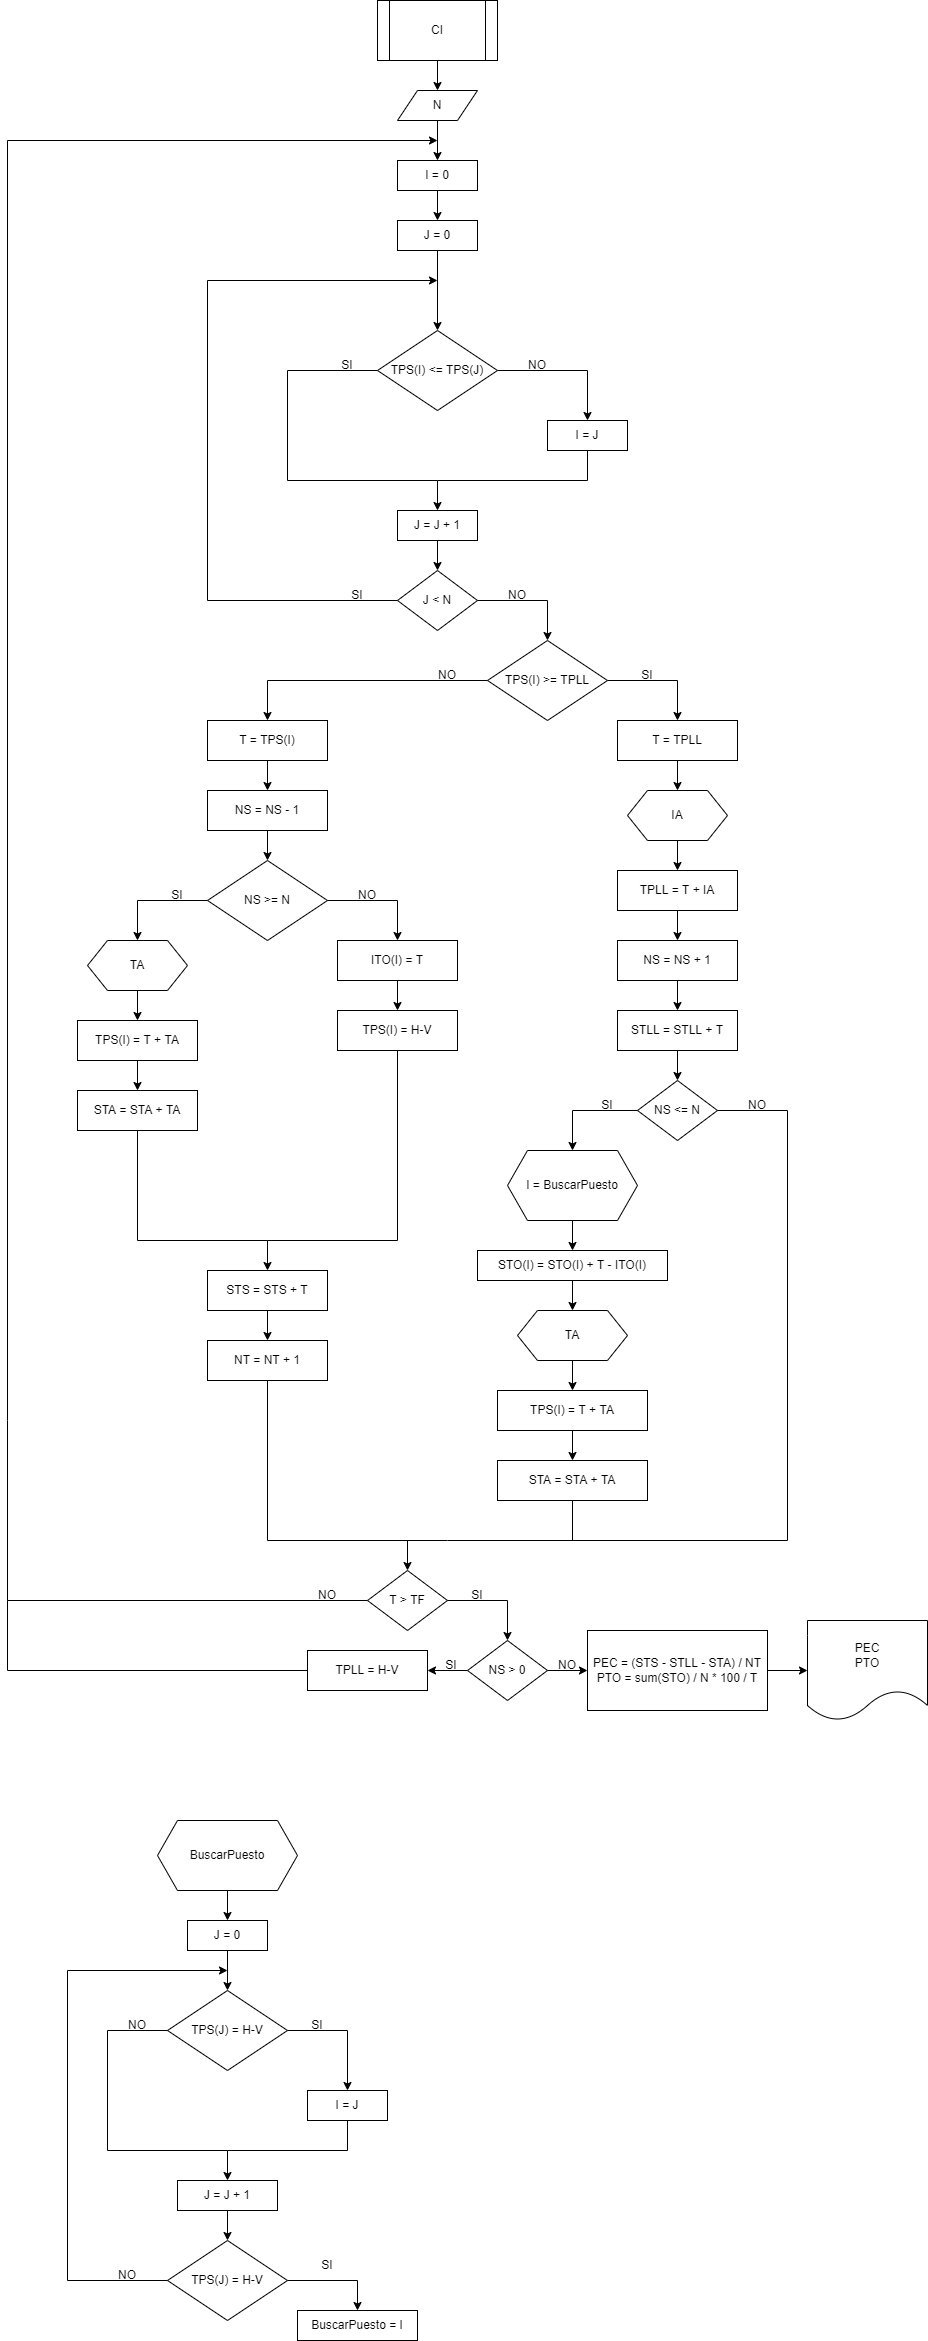 CI
N
I = 0
J = 0
TPS(I) <= TPS(J)
SI
NO
I = J
J = J + 1
J < N
SI
NO
TPS(I) >= TPLL
NO
SI
T = TPS(I)
NS = NS - 1
NS >= N
SI
NO
TA
TPS(I) = T + TA
STA = STA + TA
ITO(I) = T
TPS(I) = H-V
STS = STS + T
NT = NT + 1
T = TPLL
IA
TPLL = T + IA
NS = NS + 1
STLL = STLL + T
NS <= N
SI
NO
I = BuscarPuesto
STO(I) = STO(I) + T - ITO(I)
TA
TPS(I) = T + TA
STA = STA + TA
T > TF
NO
SI
NS > 0
SI
NO
TPLL = H-V
PEC = (STS - STLL - STA) / NT
PTO = sum(STO) / N * 100 / T
PEC
PTO
BuscarPuesto
J = 0
TPS(J) = H-V
NO
SI
I = J
J = J + 1
TPS(J) = H-V
NO
SI
BuscarPuesto = I